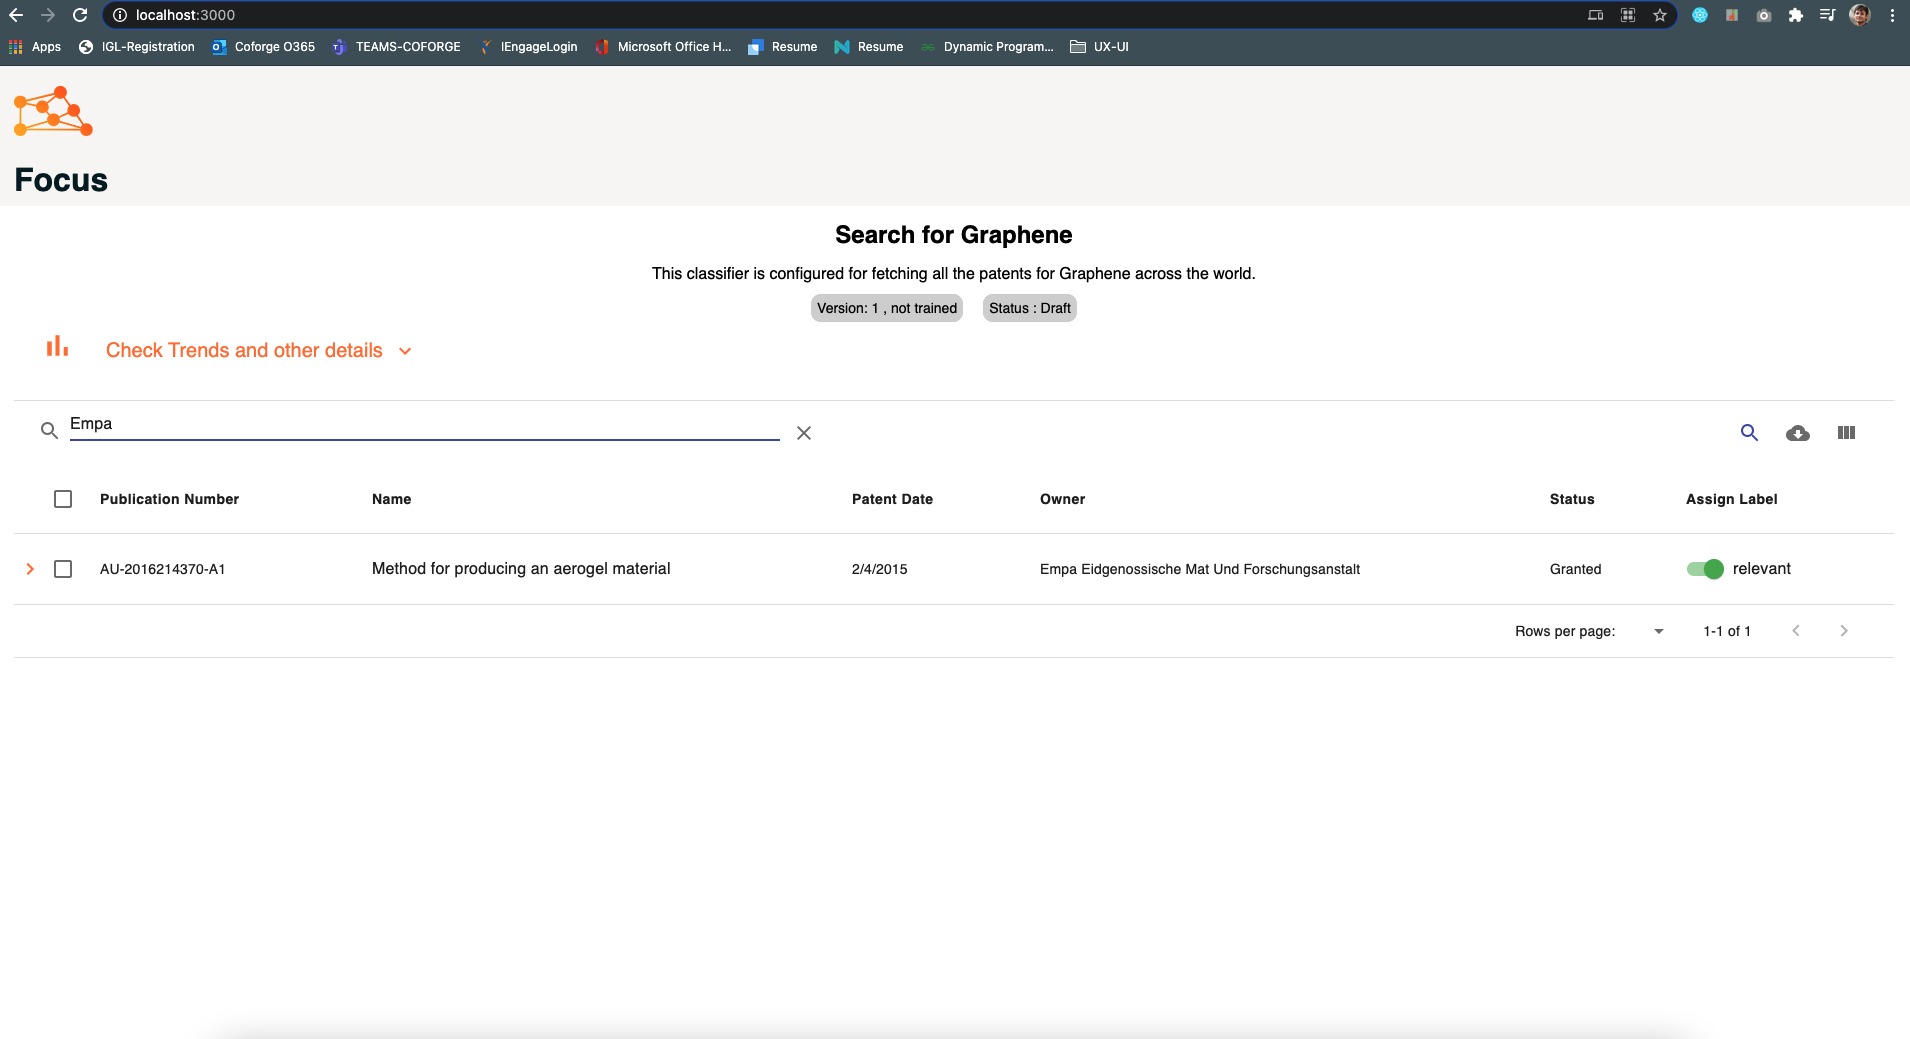 localhost:3000
Apps IGL-Registration Coforge O365 TEAMS-COFORGE IEngageLogin Microsoft Office H... Resume Resume Dynamic Program... UX-UI
Focus
Search for Graphene
This classifier is configured for fetching all the patents for Graphene across the world.
Version: 1 , not trained Status : Draft
Check Trends and other details
Empa
Publication Number Name Patent Date Owner Status Assign Label
AU-2016214370-A1 Method for producing an aerogel material 2/4/2015 Empa Eidgenossische Mat Und Forschungsanstalt Granted relevant
Rows per page: 1-1 of 1